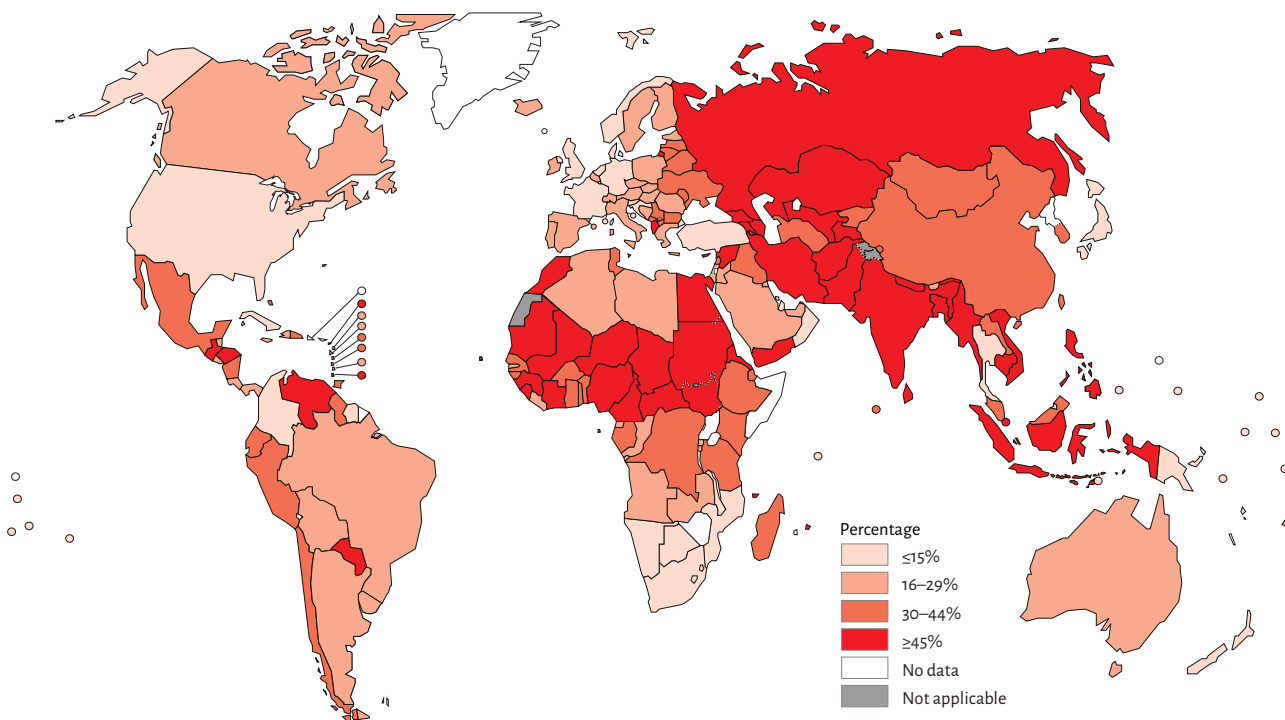 Percentage
≤15%
16–29%
30–44%
≥45%
No data
Not applicable